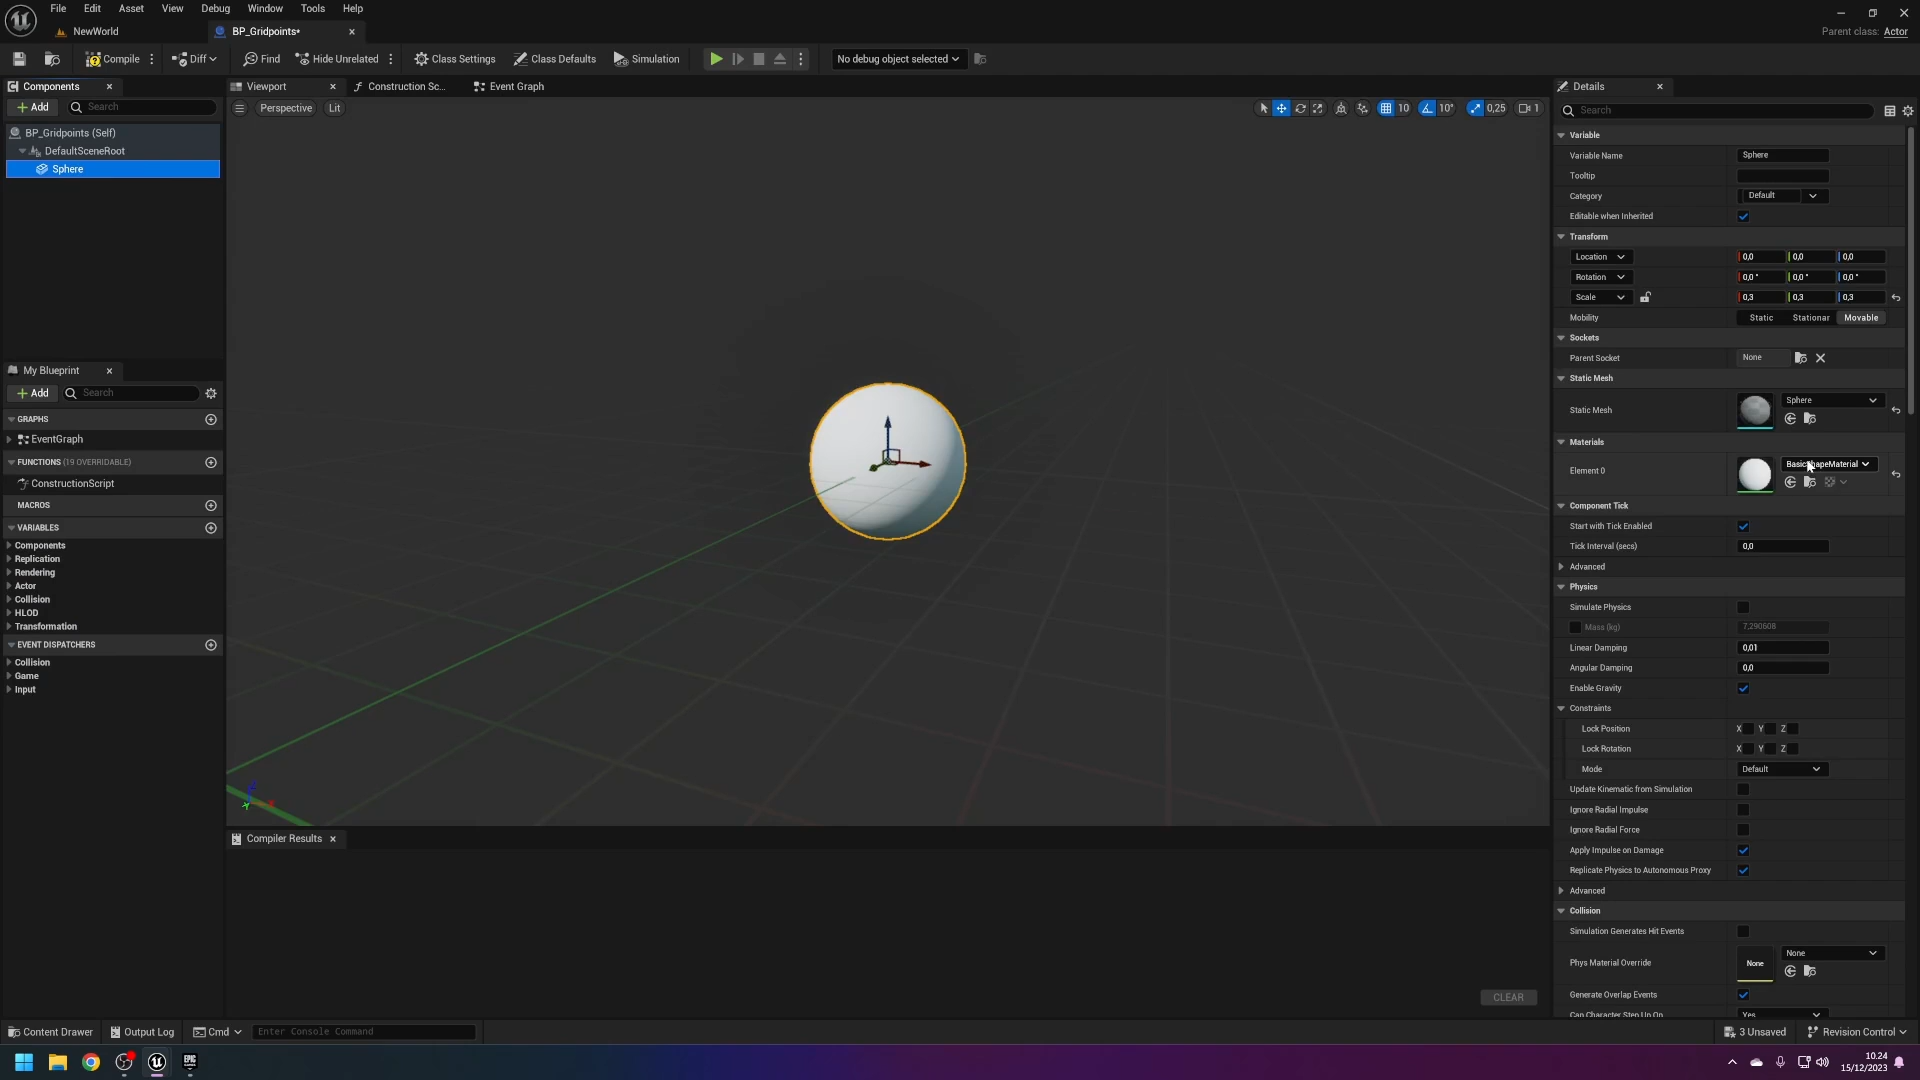 File Edit Asset View Debug Window Tools Help
NewWorld
BP_Gridpoints*
Parent class: Actor
Compile
Diff
Find
Hide Unrelated
Class Settings
Class Defaults
Simulation
No debug object selected
Components
Viewport
Construction Sc...
Event Graph
Details
Add
Search
Perspective
Lit
10
10°
0,25
1
Search
BP_Gridpoints (Self)
DefaultSceneRoot
Sphere
Variable
Variable Name Sphere
Tooltip
Category Default
Editable when Inherited
Transform
Location 0,0 0,0 0,0
Rotation 0,0 ° 0,0 ° 0,0 °
Scale 0,3 0,3 0,3
Mobility Static Stationar Movable
Sockets
Parent Socket None
Static Mesh
Static Mesh Sphere
Materials
Element 0 BasicShapeMaterial
Component Tick
Start with Tick Enabled
Tick Interval (secs) 0,0
Advanced
Physics
Simulate Physics
Mass (kg) 7,290608
Linear Damping 0,01
Angular Damping 0,0
Enable Gravity
Constraints
Lock Position X Y Z
Lock Rotation X Y Z
Mode Default
Update Kinematic from Simulation
Ignore Radial Impulse
Ignore Radial Force
Apply Impulse on Damage
Replicate Physics to Autonomous Proxy
Advanced
Collision
Simulation Generates Hit Events
Phys Material Override None None
Generate Overlap Events
Can Character Step Up On Yes
My Blueprint
Add
Search
GRAPHS
EventGraph
FUNCTIONS (19 OVERRIDABLE)
ConstructionScript
MACROS
VARIABLES
Components
Replication
Rendering
Actor
Collision
HLOD
Transformation
EVENT DISPATCHERS
Collision
Game
Input
Compiler Results
CLEAR
Content Drawer
Output Log
Cmd
Enter Console Command
3 Unsaved
Revision Control
10.24
15/12/2023